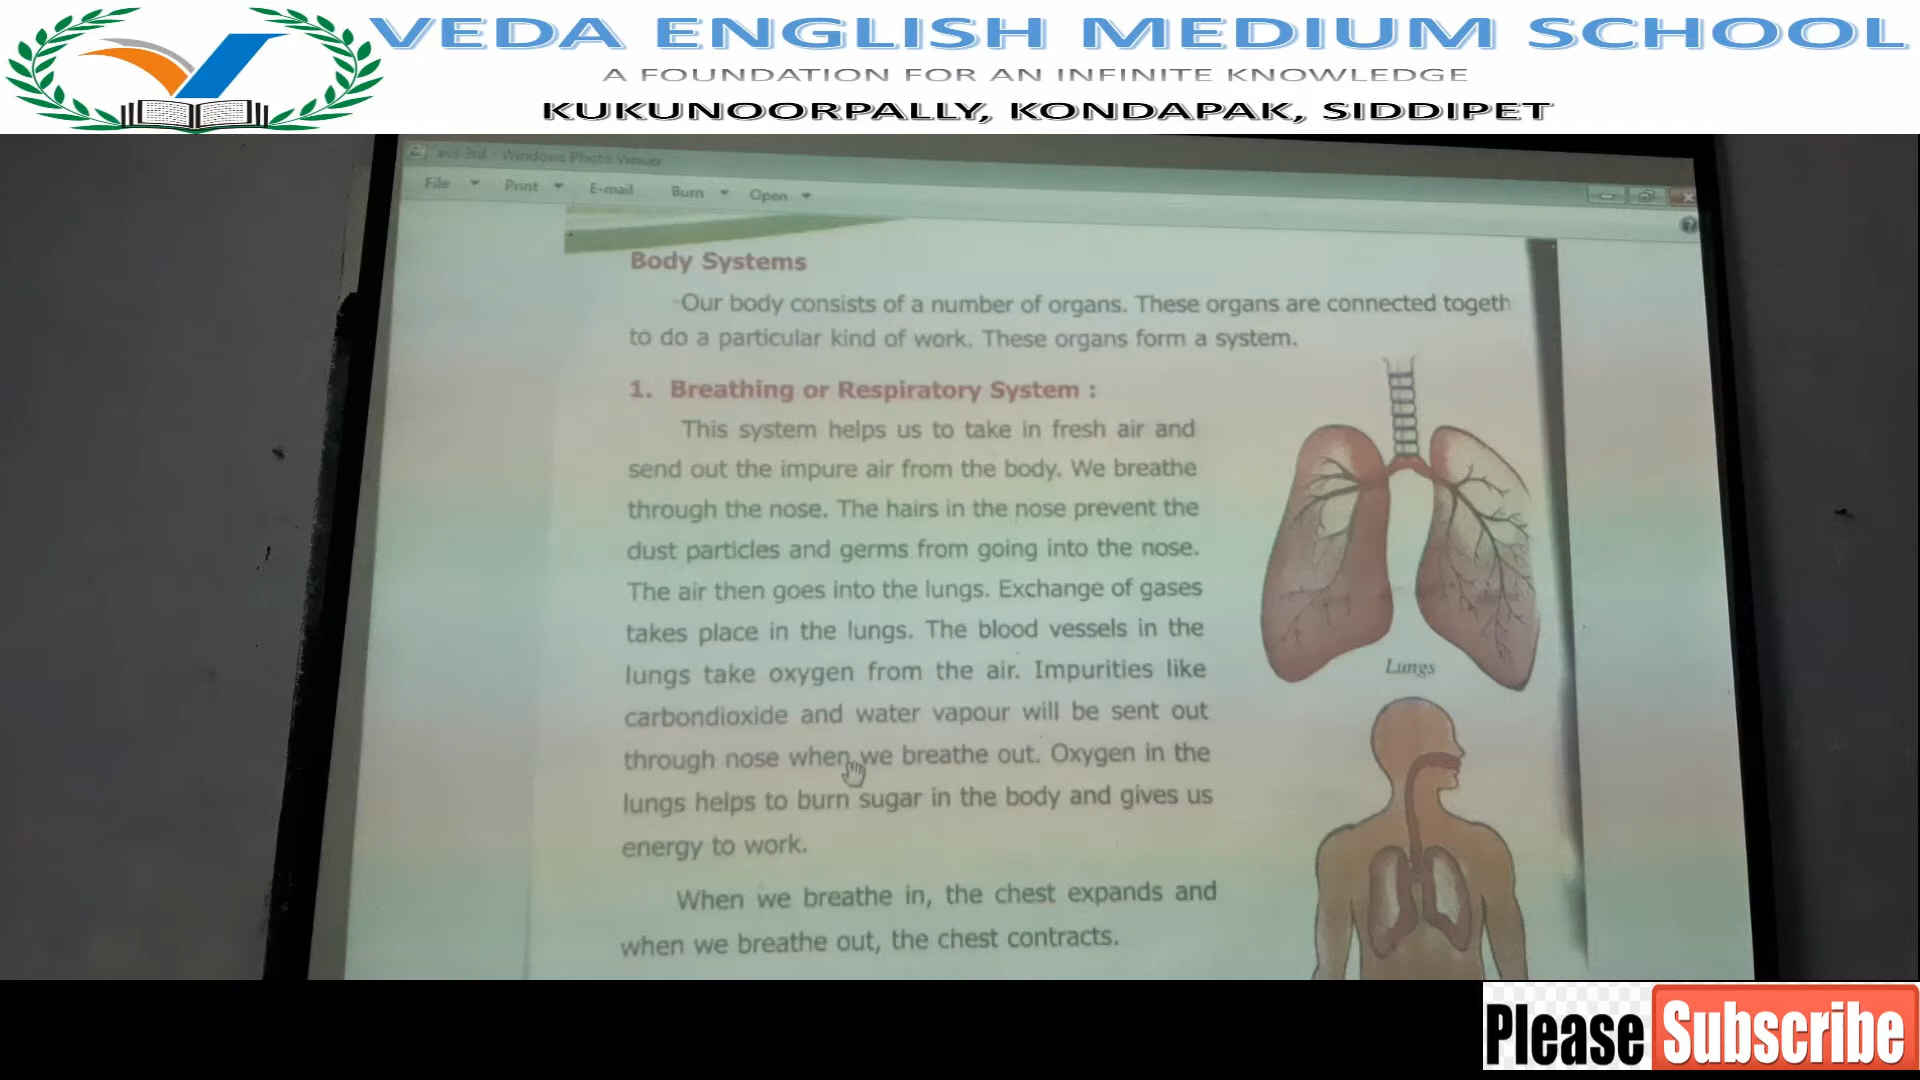 VEDA ENGLISH MEDIUM SCHOOL
A FOUNDATION FOR AN INFINITE KNOWLEDGE
KUKUNOORPALLY, KONDAPAK, SIDDIPET
evs 3rd - Windows Photo Viewer
File Print E-mail Burn Open
Body Systems
Our body consists of a number of organs. These organs are connected togeth
to do a particular kind of work. These organs form a system.
1. Breathing or Respiratory System :
This system helps us to take in fresh air and
send out the impure air from the body. We breathe
through the nose. The hairs in the nose prevent the
dust particles and germs from going into the nose.
The air then goes into the lungs. Exchange of gases
takes place in the lungs. The blood vessels in the
lungs take oxygen from the air. Impurities like
carbondioxide and water vapour will be sent out
through nose when we breathe out. Oxygen in the
lungs helps to burn sugar in the body and gives us
energy to work.
When we breathe in, the chest expands and
when we breathe out, the chest contracts.
Lungs
Please Subscribe